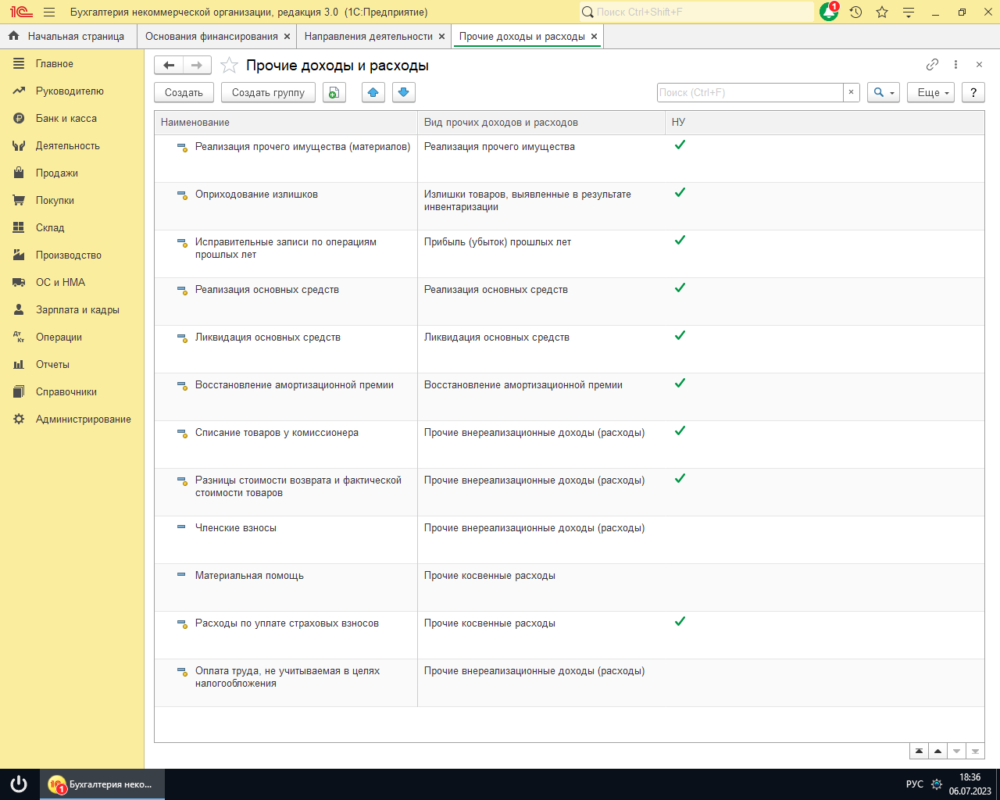 1С Бухгалтерия некоммерческой организации, редакция 3.0 (1С:Предприятие) Поиск Ctrl+Shift+F 1
Начальная страница Основания финансирования Направления деятельности Прочие доходы и расходы
Главное
Руководителю
Банк и касса
Деятельность
Продажи
Покупки
Склад
Производство
ОС и НМА
Зарплата и кадры
Дт Кт Операции
Отчеты
Справочники
Администрирование
Прочие доходы и расходы
Создать Создать группу Поиск (Ctrl+F) Еще ?
Наименование Вид прочих доходов и расходов НУ
Реализация прочего имущества (материалов) Реализация прочего имущества
Оприходование излишков Излишки товаров, выявленные в результате
инвентаризации
Исправительные записи по операциям Прибыль (убыток) прошлых лет
прошлых лет
Реализация основных средств Реализация основных средств
Ликвидация основных средств Ликвидация основных средств
Восстановление амортизационной премии Восстановление амортизационной премии
Списание товаров у комиссионера Прочие внереализационные доходы (расходы)
Разницы стоимости возврата и фактической Прочие внереализационные доходы (расходы)
стоимости товаров
Членские взносы Прочие внереализационные доходы (расходы)
Материальная помощь Прочие косвенные расходы
Расходы по уплате страховых взносов Прочие косвенные расходы
Оплата труда, не учитываемая в целях Прочие внереализационные доходы (расходы)
налогообложения
1С 1 Бухгалтерия неко... РУС 18:36
06.07.2023